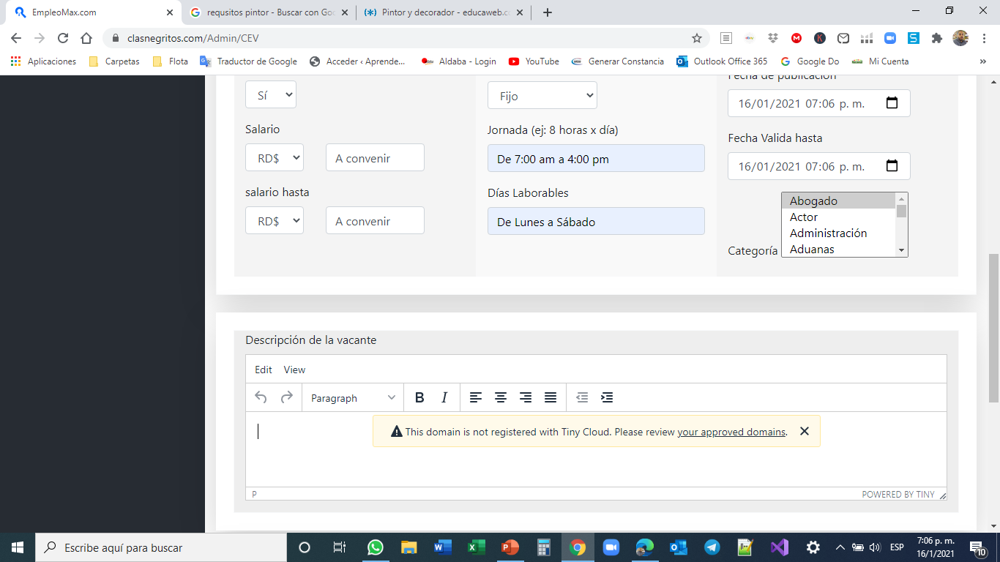 EmpleoMax.com
requsitos pintor - Buscar con Goo
Pintor y decorador - educaweb.co
clasnegritos.com/Admin/CEV
Aplicaciones
Carpetas
Flota
Traductor de Google
Acceder ‹ Aprende...
Aldaba - Login
YouTube
Generar Constancia
Outlook Office 365
Google Do
Mi Cuenta
»
Sí
Fijo
Fecha de publicación
16/01/2021 07:06 p. m.
Salario
Jornada (ej: 8 horas x día)
Fecha Valida hasta
RD$
A convenir
De 7:00 am a 4:00 pm
16/01/2021 07:06 p. m.
salario hasta
Días Laborables
RD$
A convenir
De Lunes a Sábado
Categoría
Abogado
Actor
Administración
Aduanas
Descripción de la vacante
Edit View
Paragraph
B I
This domain is not registered with Tiny Cloud. Please review your approved domains.
P
POWERED BY TINY
Escribe aquí para buscar
ESP
7:06 p. m.
16/1/2021
10